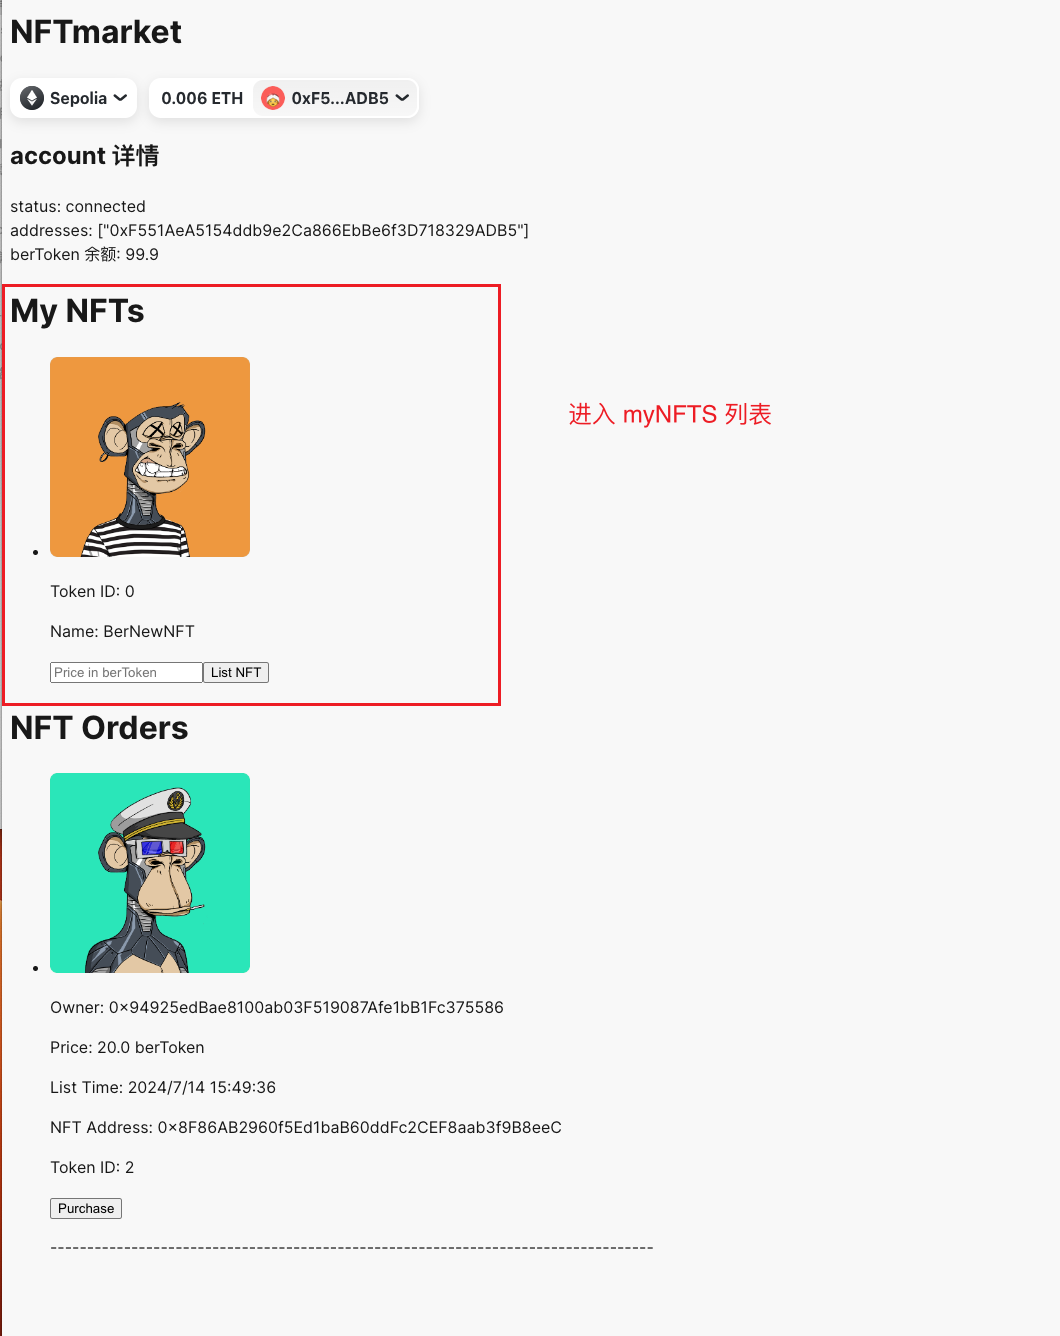 NFTmarket
Sepolia
0.006 ETH 0xF5...ADB5
account 详情
status: connected
addresses: ["0xF551AeA5154ddb9e2Ca866EbBe6f3D718329ADB5"]
berToken 余额: 99.9
My NFTs
进入 myNFTS 列表
Token ID: 0
Name: BerNewNFT
Price in berToken List NFT
NFT Orders
Owner: 0x94925edBae8100ab03F519087Afe1bB1Fc375586
Price: 20.0 berToken
List Time: 2024/7/14 15:49:36
NFT Address: 0x8F86AB2960f5Ed1baB60ddFc2CEF8aab3f9B8eeC
Token ID: 2
Purchase
----------------------------------------------------------------------------------